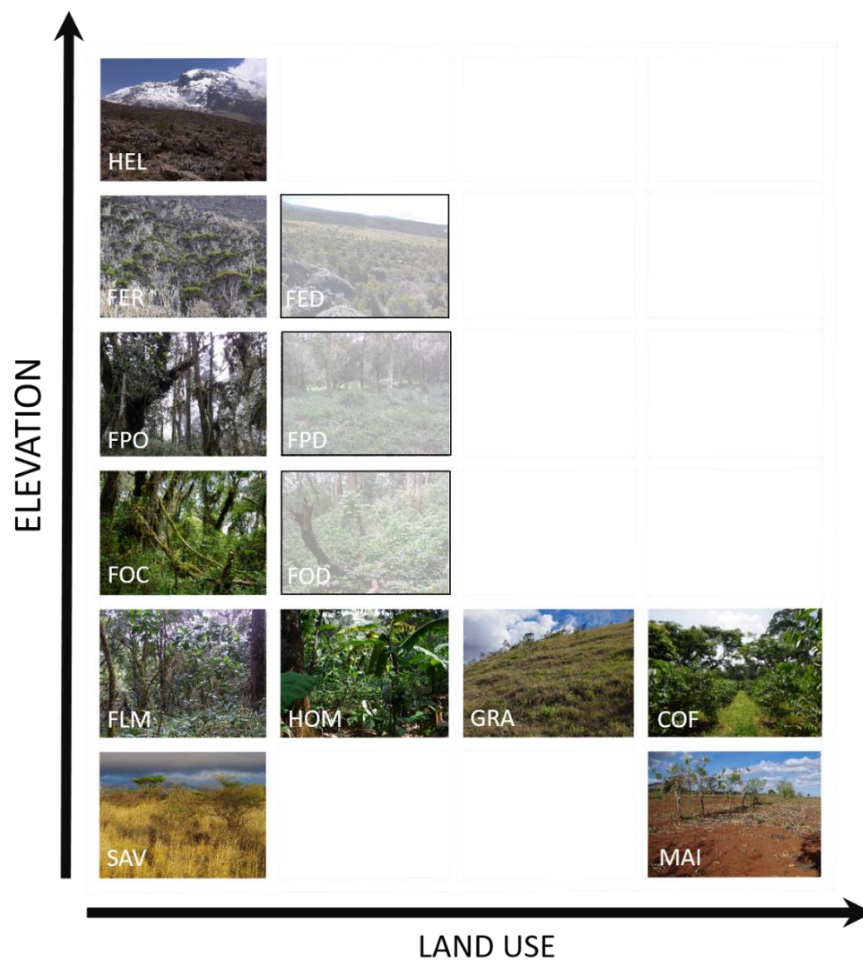 HEL
FER
FED
FPO
FPD
FOC
FOD
FLM
HOM
GRA
COF
SAV
MAI
ELEVATION
LAND USE